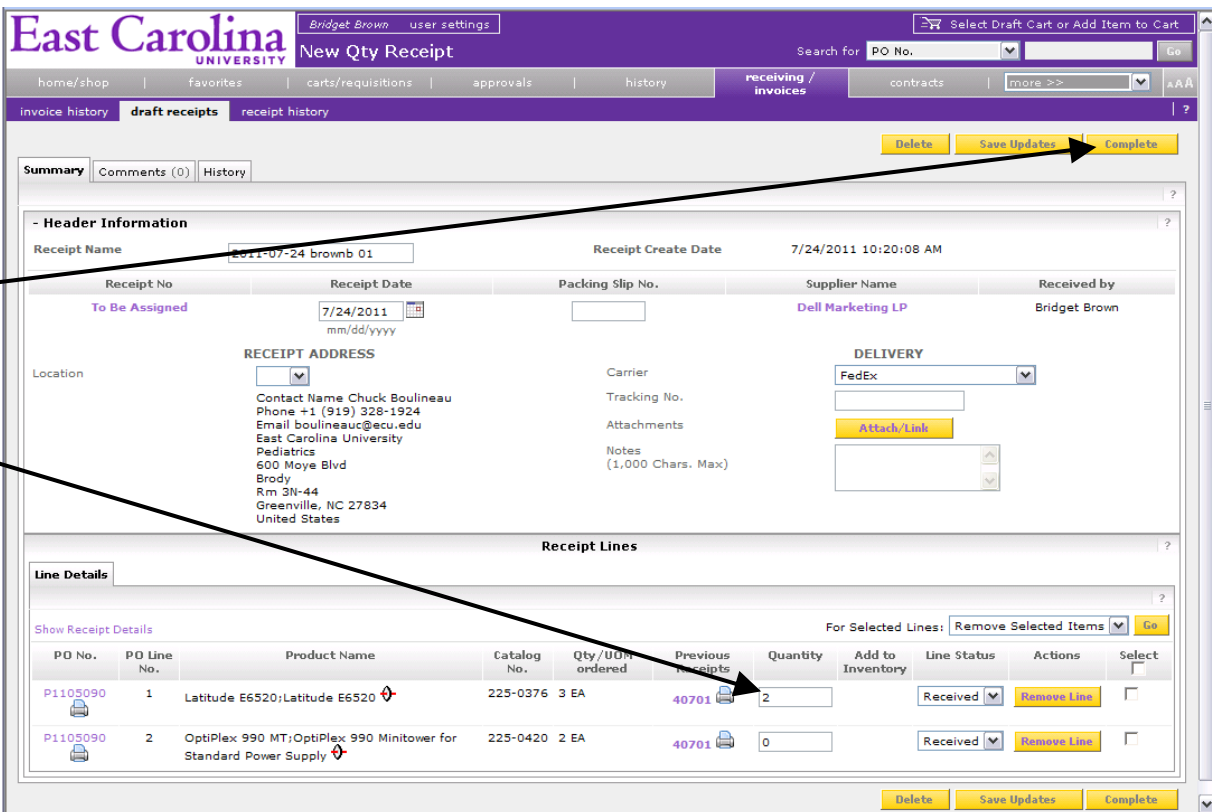 East Carolina
UNIVERSITY
Bridget Brown user settings
Select Draft Cart or Add Item to Cart
New Qty Receipt
Search for PO No. Go
home/shop | favorites | carts/requisitions | approvals | history receiving / invoices contracts | more >> AAA
invoice history draft receipts receipt history | ?
Delete Save Updates Complete
Summary Comments (0) History
?
- Header Information ?
Receipt Name 2011-07-24 brownb 01 Receipt Create Date 7/24/2011 10:20:08 AM
Receipt No Receipt Date Packing Slip No. Supplier Name Received by
To Be Assigned 7/24/2011 Dell Marketing LP Bridget Brown
mm/dd/yyyy
RECEIPT ADDRESS DELIVERY
Location Carrier FedEx
Contact Name Chuck Boulineau
Phone +1 (919) 328-1924
Email boulineauc@ecu.edu
East Carolina University
Pediatrics
600 Moye Blvd
Brody
Rm 3N-44
Greenville, NC 27834
United States
Tracking No.
Attachments Attach/Link
Notes
(1,000 Chars. Max)
Receipt Lines ?
Line Details
?
Show Receipt Details For Selected Lines: Remove Selected Items Go
PO No. PO Line No. Product Name Catalog No. Qty/UOM ordered Previous Receipts Quantity Add to Inventory Line Status Actions Select
P1105090 1 Latitude E6520;Latitude E6520 225-0376 3 EA 40701 2 Received Remove Line
P1105090 2 OptiPlex 990 MT;OptiPlex 990 Minitower for 225-0420 2 EA 40701 0 Received Remove Line
Standard Power Supply
Delete Save Updates Complete